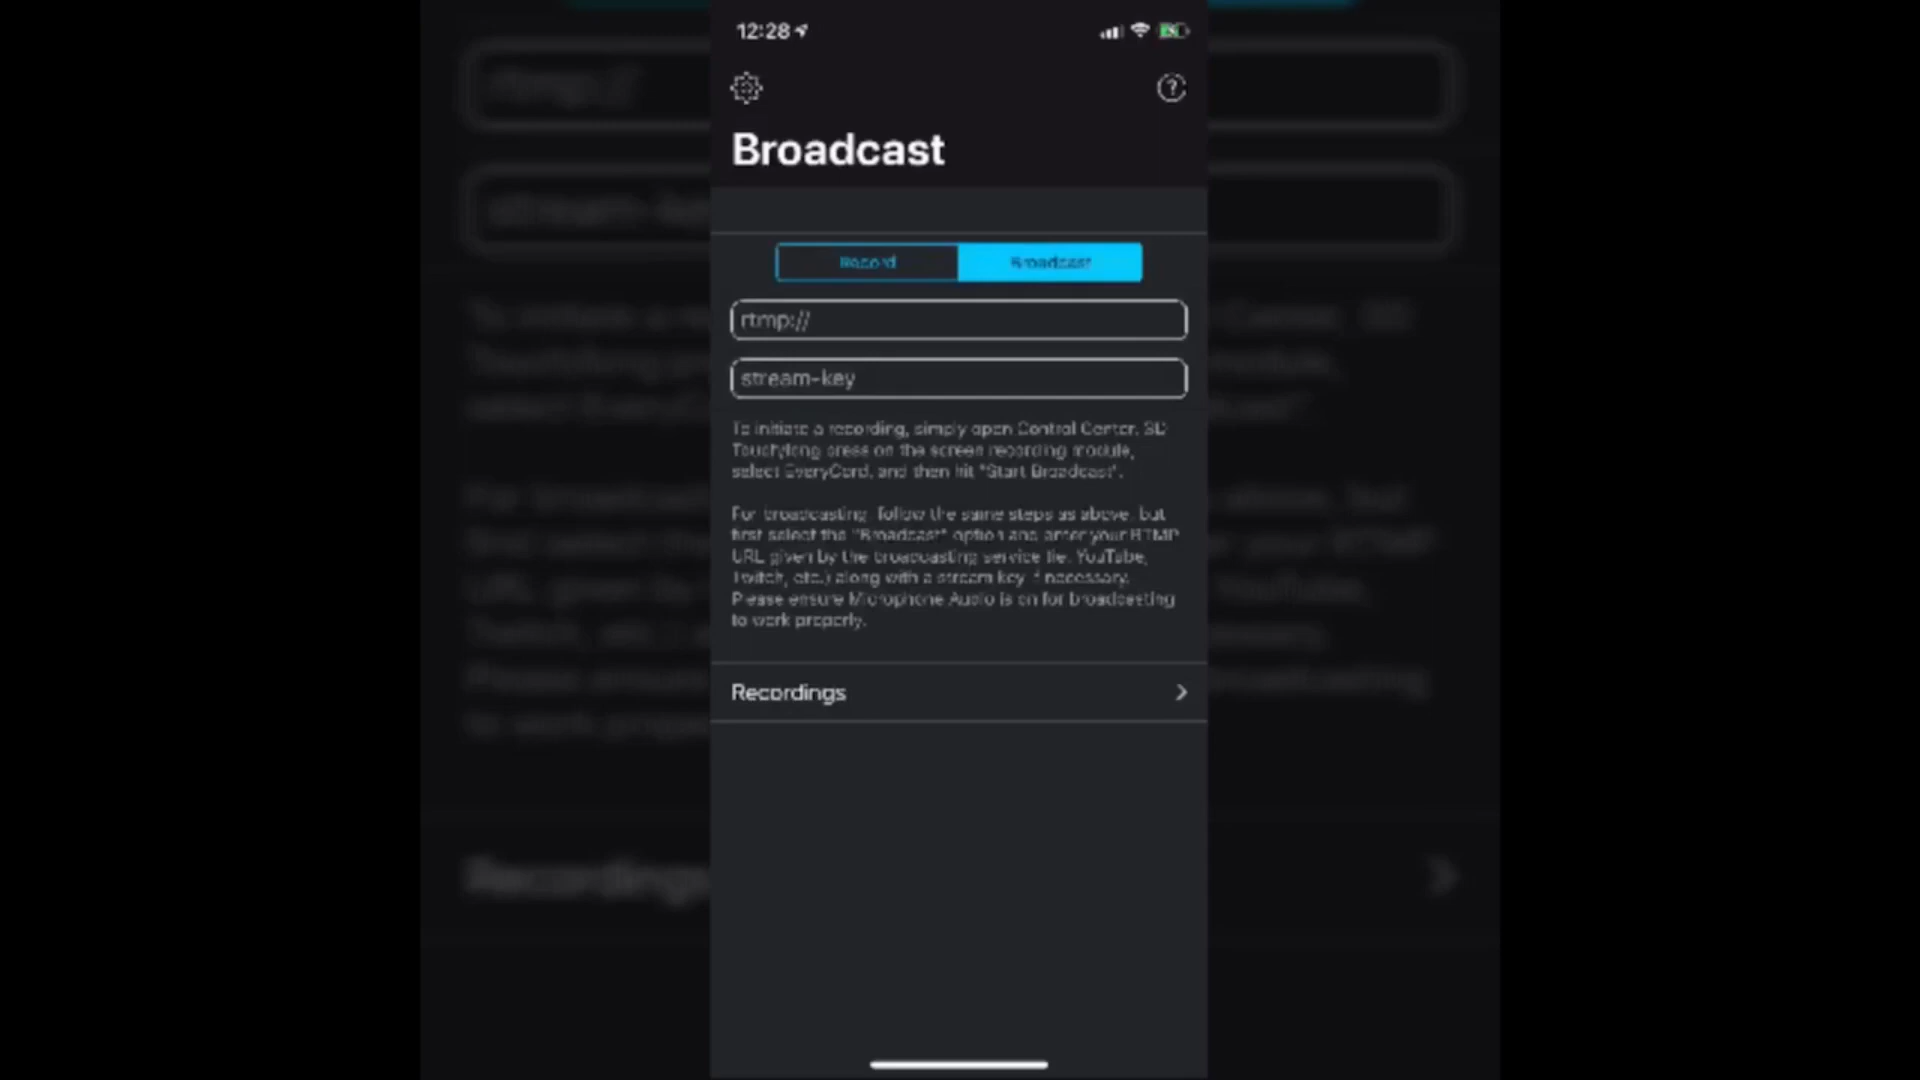 12:28
Broadcast
Record
Broadcast
rtmp://
stream-key
To initiate a recording, simply open Control Center, 3D
Touch/long press on the screen recording module,
select EveryCord, and then hit "Start Broadcast".
For broadcasting, follow the same steps as above, but
first select the "Broadcast" option and enter your RTMP
URL given by the broadcasting service (ie. YouTube,
Twitch, etc.) along with a stream key if necessary.
Please ensure Microphone Audio is on for broadcasting
to work properly.
Recordings